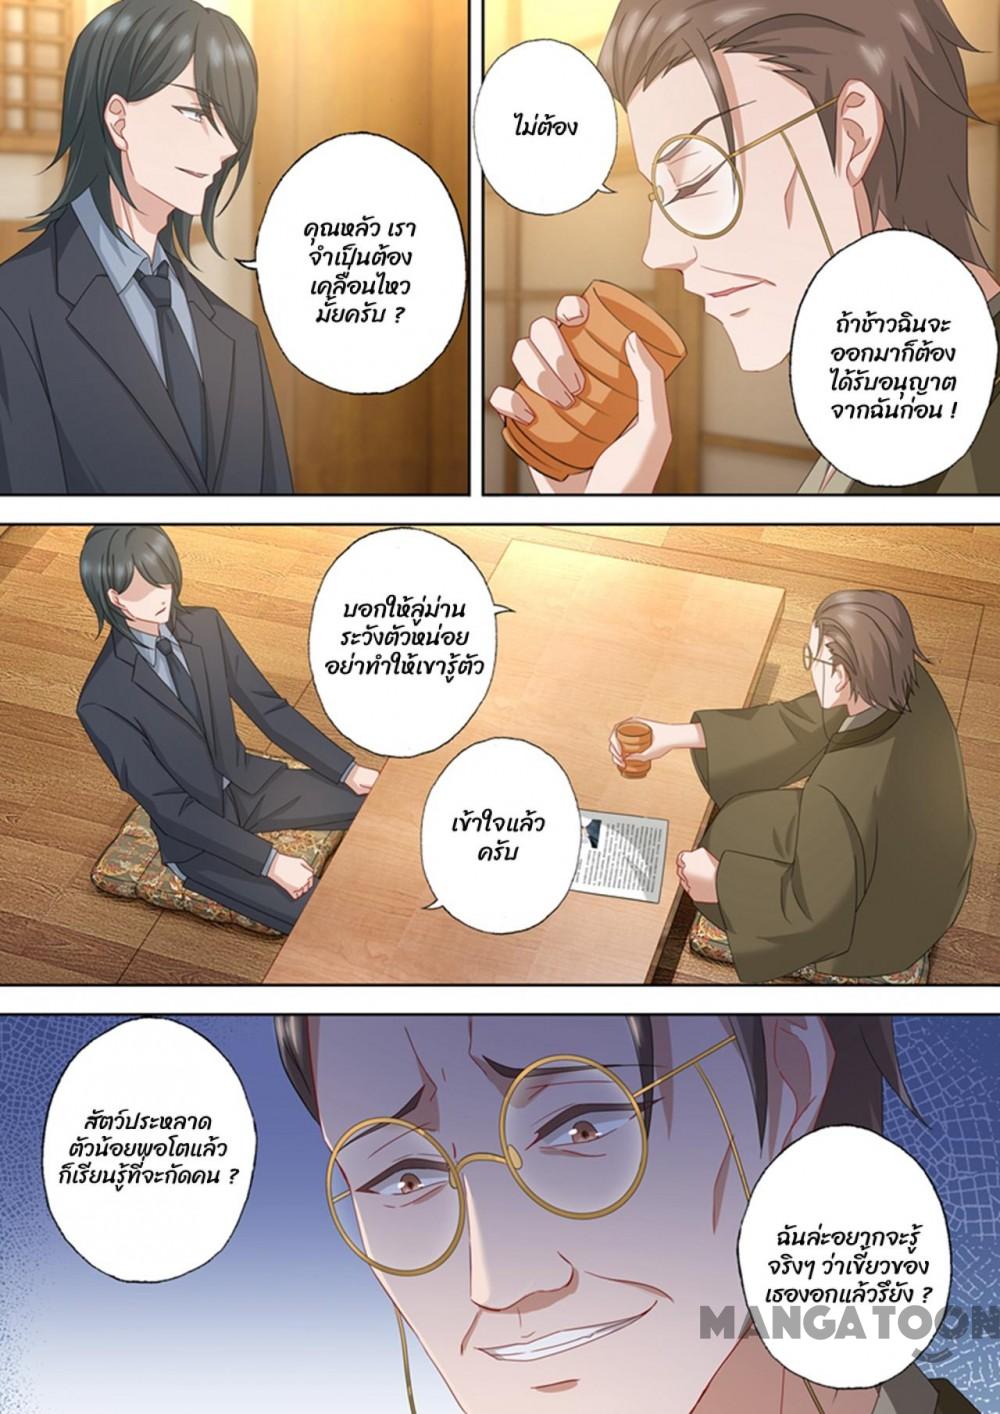 คุณหลัว เรา
จำเป็นต้อง
เคลื่อนไหว
มั้ยครับ ?
ไม่ต้อง
ถ้าช้าวฉินจะ
ออกมาก็ต้อง
ได้รับอนุญาต
จากฉันก่อน !
บอกให้ลู่ม่าน
ระวังตัวหน่อย
อย่าทำให้เขารู้ตัว
เข้าใจแล้ว
ครับ
สัตว์ประหลาด
ตัวน้อยพอโตแล้ว
ก็เรียนรู้ที่จะกัดคน ?
ฉันล่ะอยากจะรู้
จริงๆ ว่าเขี้ยวของ
เธองอกแล้วรึยัง ?
MANGATOON